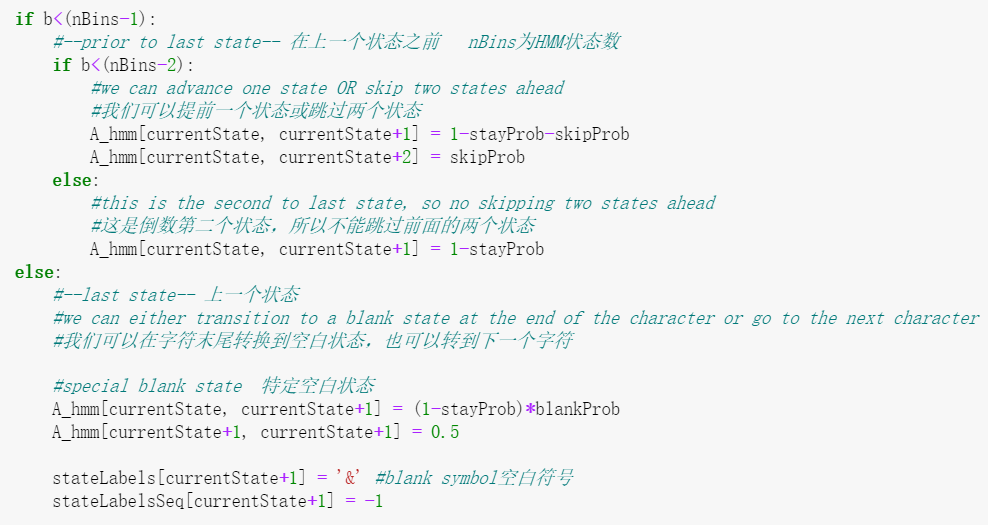 if b<(nBins-1):
    #--prior to last state-- 在上一个状态之前   nBins为HMM状态数
    if b<(nBins-2):
        #we can advance one state OR skip two states ahead
        #我们可以提前一个状态或跳过两个状态
        A_hmm[currentState, currentState+1] = 1-stayProb-skipProb
        A_hmm[currentState, currentState+2] = skipProb
    else:
        #this is the second to last state, so no skipping two states ahead
        #这是倒数第二个状态，所以不能跳过前面的两个状态
        A_hmm[currentState, currentState+1] = 1-stayProb
else:
    #--last state-- 上一个状态
    #we can either transition to a blank state at the end of the character or go to the next character
    #我们可以在字符末尾转换到空白状态，也可以转到下一个字符

    #special blank state  特定空白状态
    A_hmm[currentState, currentState+1] = (1-stayProb)*blankProb
    A_hmm[currentState+1, currentState+1] = 0.5

    stateLabels[currentState+1] = '&' #blank symbol空白符号
    stateLabelsSeq[currentState+1] = -1